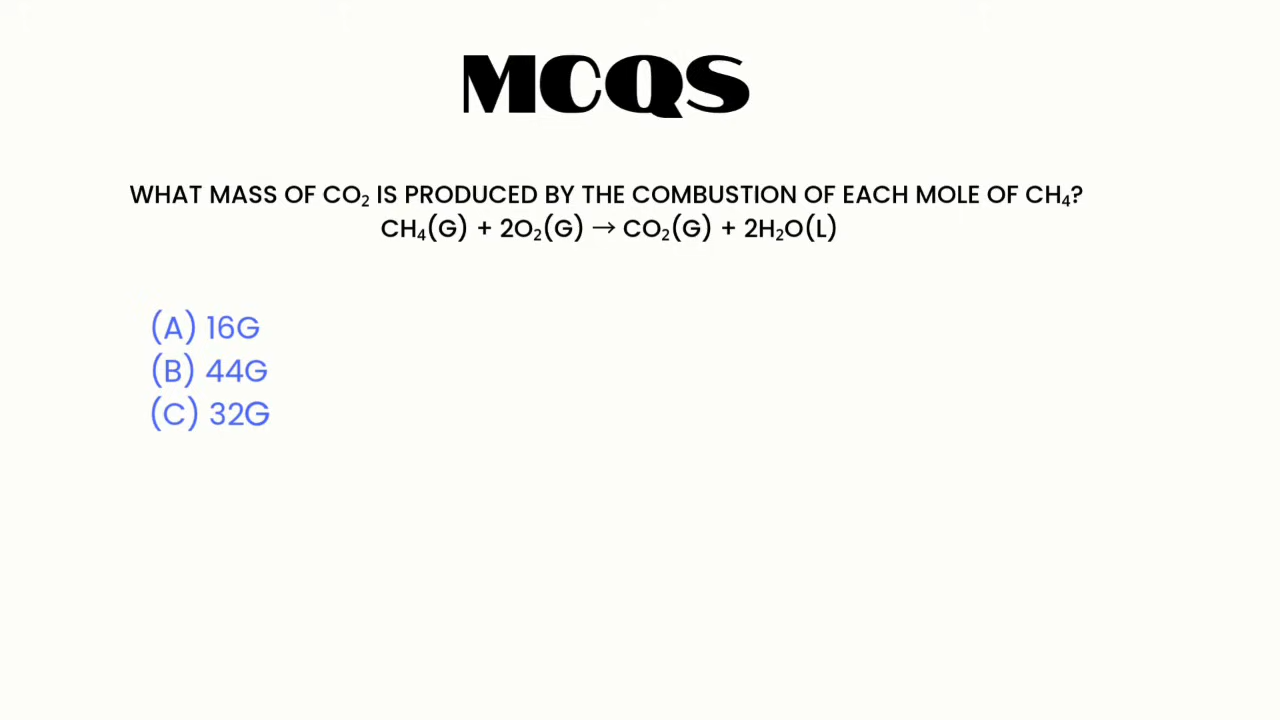 MCQS
WHAT MASS OF CO₂ IS PRODUCED BY THE COMBUSTION OF EACH MOLE OF CH₄?
CH₄(G) + 2O₂(G) → CO₂(G) + 2H₂O(L)
(A) 16G
(B) 44G
(C) 32G